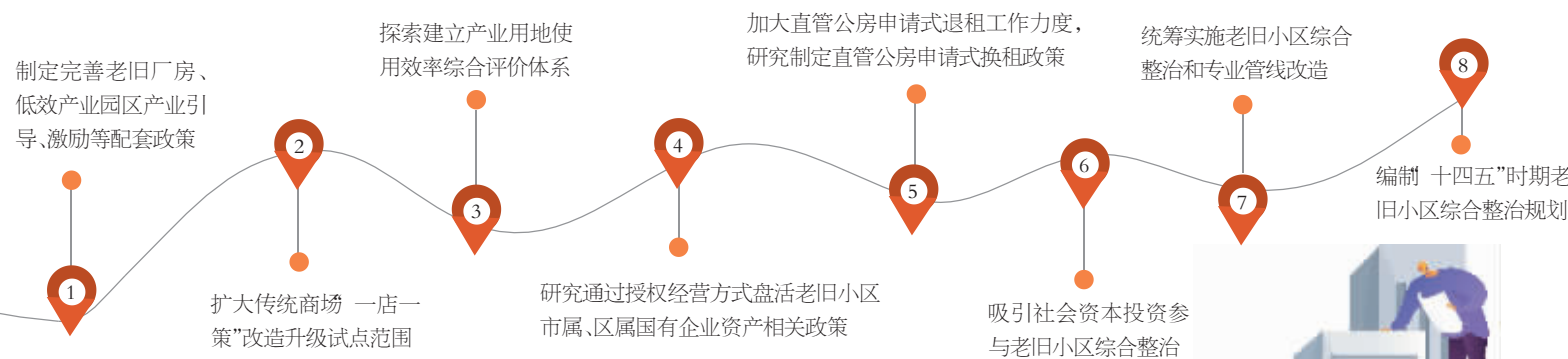 制定完善老旧厂房、
低效产业园区产业引
导、激励等配套政策
1
2
扩大传统商场“一店一
策”改造升级试点范围
探索建立产业用地使
用效率综合评价体系
3
4
研究通过授权经营方式盘活老旧小区
市属、区属国有企业资产相关政策
加大直管公房申请式退租工作力度，
研究制定直管公房申请式换租政策
5
6
吸引社会资本投资参
与老旧小区综合整治
统筹实施老旧小区综合
整治和专业管线改造
7
8
编制“十四五”时期老
旧小区综合整治规划